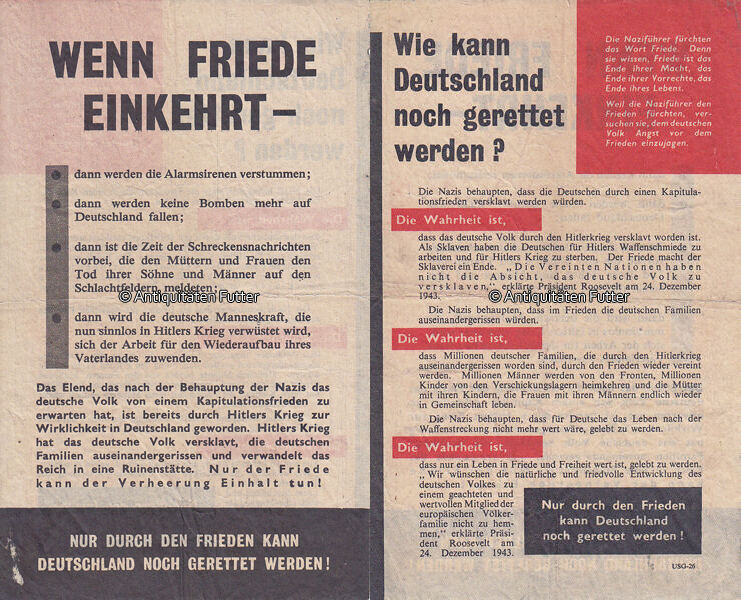 WENN FRIEDE
EINKEHRT–
dann werden die Alarmsirenen verstummen;
dann werden keine Bomben mehr auf
Deutschland fallen;
dann ist die Zeit der Schreckensnachrichten
vorbei, die den Müttern und Frauen den
Tod ihrer Söhne und Männer auf den
Schlachtfeldern meldeten;
dann wird die deutsche Manneskraft, die
nun sinnlos in Hitlers Krieg verwüstet wird,
sich der Arbeit für den Wiederaufbau ihres
Vaterlandes zuwenden.
Das Elend, das nach der Behauptung der Nazis das
deutsche Volk von einem Kapitulationsfrieden zu
erwarten hat, ist bereits durch Hitlers Krieg zur
Wirklichkeit in Deutschland geworden. Hitlers Krieg
hat das deutsche Volk versklavt, die deutschen
Familien auseinandergerissen und verwandelt das
Reich in eine Ruinenstätte. Nur der Friede
kann der Verheerung Einhalt tun!
NUR DURCH DEN FRIEDEN KANN
DEUTSCHLAND NOCH GERETTET WERDEN!
Wie kann
Deutschland
noch gerettet
werden?
Die Naziführer fürchten
das Wort Friede. Denn
sie wissen, Friede ist das
Ende ihrer Macht, das
Ende ihrer Vorrechte, das
Ende ihres Lebens.
Weil die Naziführer den
Frieden fürchten, ver-
suchen sie, dem deutschen
Volk Angst vor dem
Frieden einzujagen.
Die Nazis behaupten, dass die Deutschen durch einen Kapitula-
tionsfrieden versklavt werden würden.
Die Wahrheit ist,
dass das deutsche Volk durch den Hitlerkrieg versklavt worden ist.
Als Sklaven haben die Deutschen für Hitlers Waffenschmiede zu
arbeiten und für Hitlers Krieg zu sterben. Der Friede macht der
Sklaverei ein Ende. „Die Vereinten Nationen haben
nicht die Absicht, das deutsche Volk zu
versklaven,“ erklärte Präsident Roosevelt am 24. Dezember
1943.
Die Nazis behaupten, dass im Frieden die deutschen Familien
auseinandergerissen würden.
Die Wahrheit ist,
dass Millionen deutscher Familien, die durch den Hitlerkrieg
auseinandergerissen worden sind, durch den Frieden wieder vereint
werden. Millionen Männer werden von den Fronten, Millionen
Kinder von den Verschickungslagern heimkehren und die Mütter
mit ihren Kindern, die Frauen mit ihren Männern endlich wieder
in Gemeinschaft leben.
Die Nazis behaupten, dass für Deutsche das Leben nach der
Waffenstreckung nicht mehr wert wäre, gelebt zu werden.
Die Wahrheit ist,
dass nur ein Leben in Friede und Freiheit wert ist, gelebt zu werden.
„Wir wünschen die natürliche und friedvolle Entwicklung des
deutschen Volkes zu
einem geachteten und
wertvollen Mitglied der
europäischen Völker-
familie nicht zu hem-
men,“ erklärte Präsi-
dent Roosevelt am
24. Dezember 1943.
Nur durch den Frieden
kann Deutschland
noch gerettet werden!
USG-26
© Antiquitäten Futter
© Antiquitäten Futter